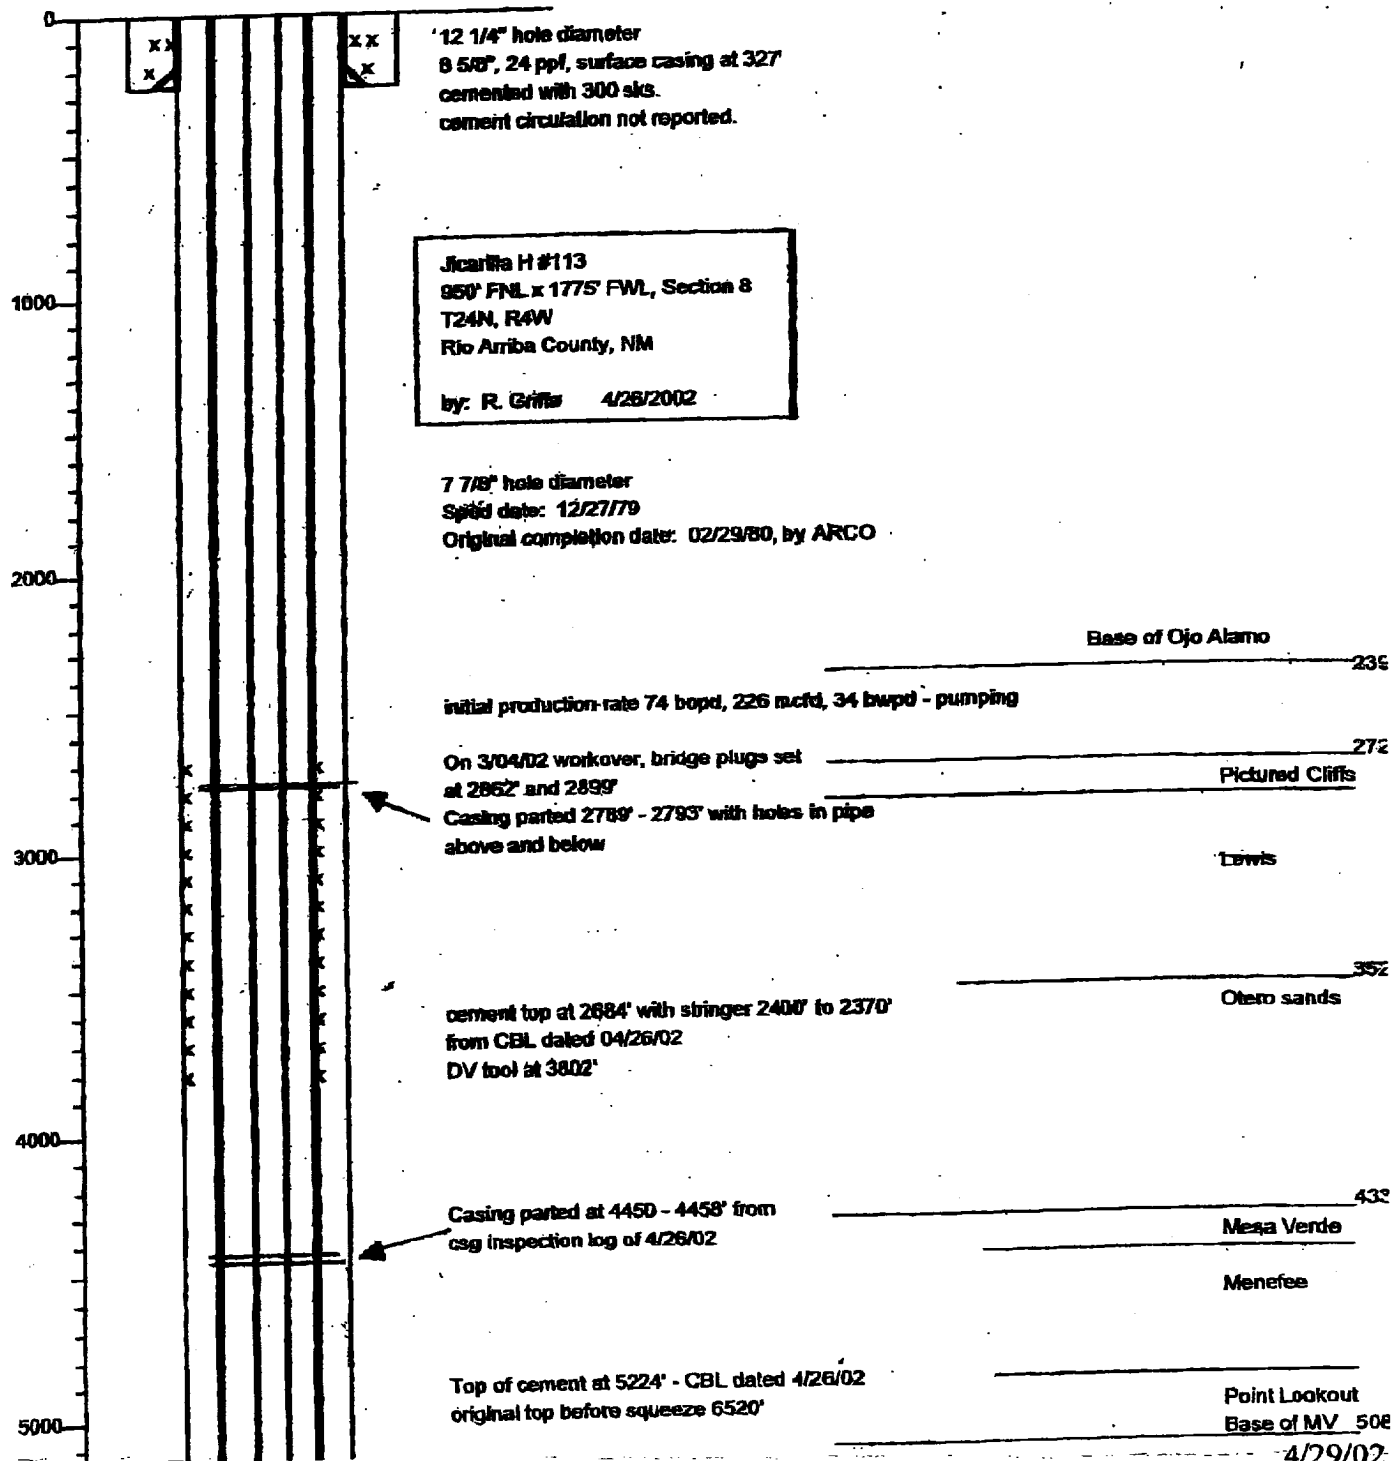 0
12 1/4" hole diameter
8 5/8", 24 ppf, surface casing at 327'
cemented with 300 sks.
cement circulation not reported.
Jicarilla H #113
950' FNL x 1775' FWL, Section 8
1000
T24N, R4W
Rio Arriba County, NM
by: R. Griffis 4/26/2002
7 7/8" hole diameter
Spud date: 12/27/79
Original completion date: 02/29/80, by ARCO
2000
Base of Ojo Alamo
239
initial production rate 74 bopd, 226 mcfd, 34 bwpd - pumping
272
On 3/04/02 workover, bridge plugs set
Pictured Cliffs
at 2862' and 2899'
Casing parted 2789' - 2793' with holes in pipe
above and below
3000
Lewis
352
Otero sands
cement top at 2684' with stringer 2400' to 2370'
from CBL dated 04/26/02
DV tool at 3802'
4000
433
Casing parted at 4450 - 4458' from
Mesa Verde
csg inspection log of 4/26/02
Menefee
Top of cement at 5224' - CBL dated 4/26/02
Point Lookout
original top before squeeze 6520'
5000
Base of MV 508
4/29/02